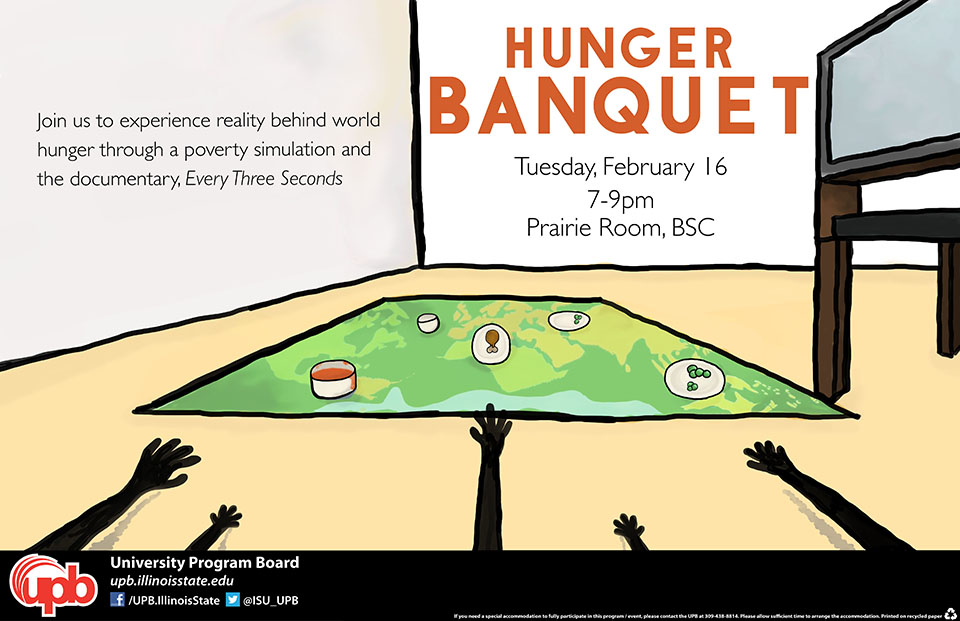 HUNGER
BANQUET
Tuesday, February 16
7-9pm
Prairie Room, BSC
Join us to experience reality behind world
hunger through a poverty simulation and
the documentary, Every Three Seconds
upb
University Program Board
upb.illinoisstate.edu
f /UPB.IllinoisState @ISU_UPB
If you need a special accommodation to fully participate in this program / event, please contact the UPB at 309-438-8814. Please allow sufficient time to arrange the accommodation. Printed on recycled paper